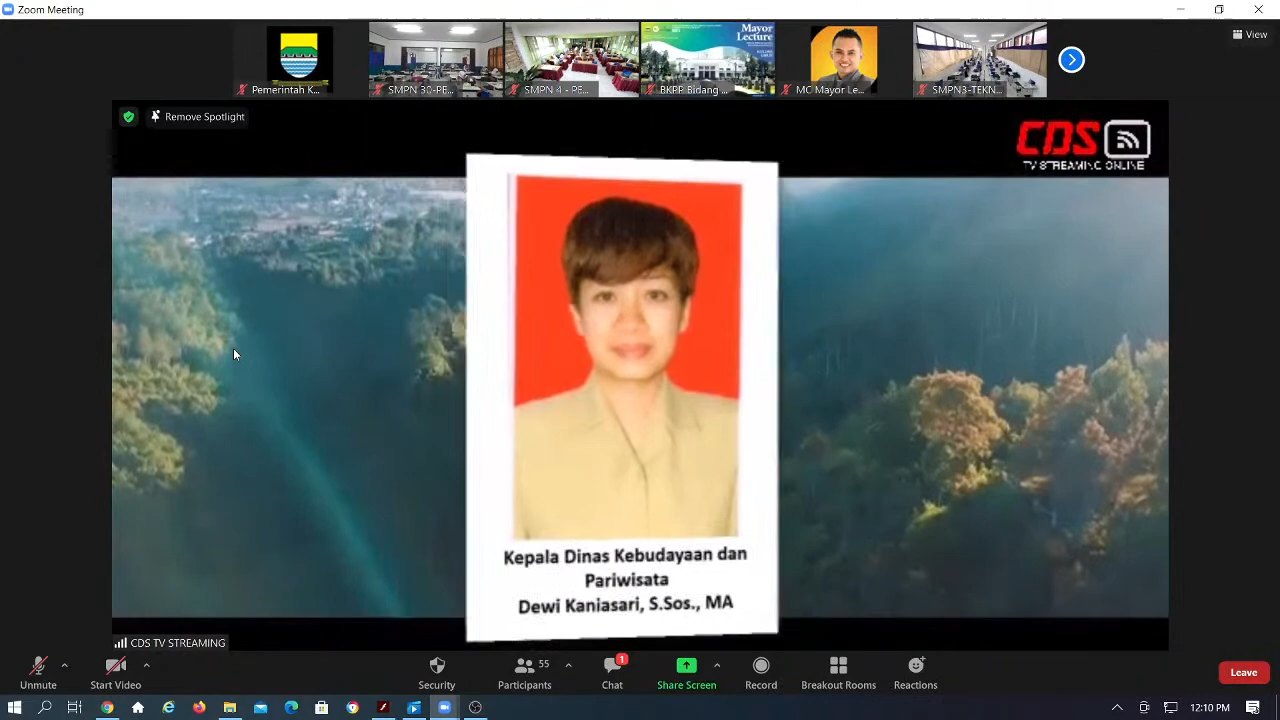 Zoom Meeting
View
Pemerintah K...
SMPN 30-PE...
SMPN 4 - PE...
Mayor
Lecture
BKPP Bidang ...
MC Mayor Le...
SMPN3-TEKN...
Remove Spotlight
CDS
TV STREAMING ONLINE
Kepala Dinas Kebudayaan dan
Pariwisata
Dewi Kaniasari, S.Sos., MA
CDS TV STREAMING
Unmute
Start Video
Security
Participants
55
Chat
1
Share Screen
Record
Breakout Rooms
Reactions
Leave
12:10 PM